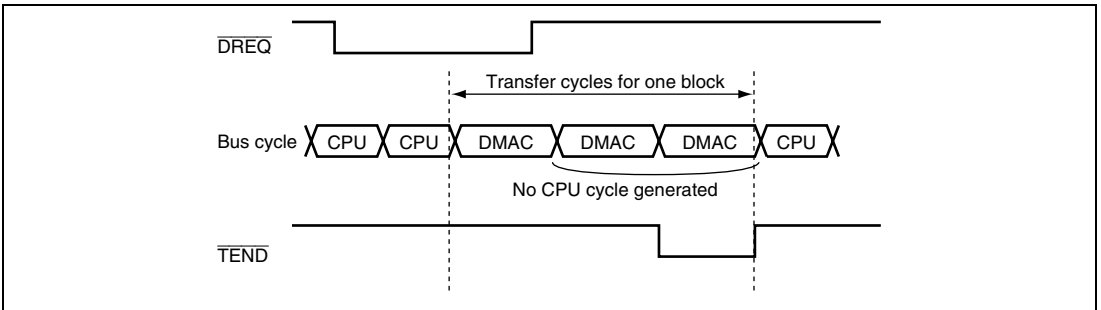 DREQ
Transfer cycles for one block
Bus cycle CPU CPU DMAC DMAC DMAC CPU
No CPU cycle generated
TEND